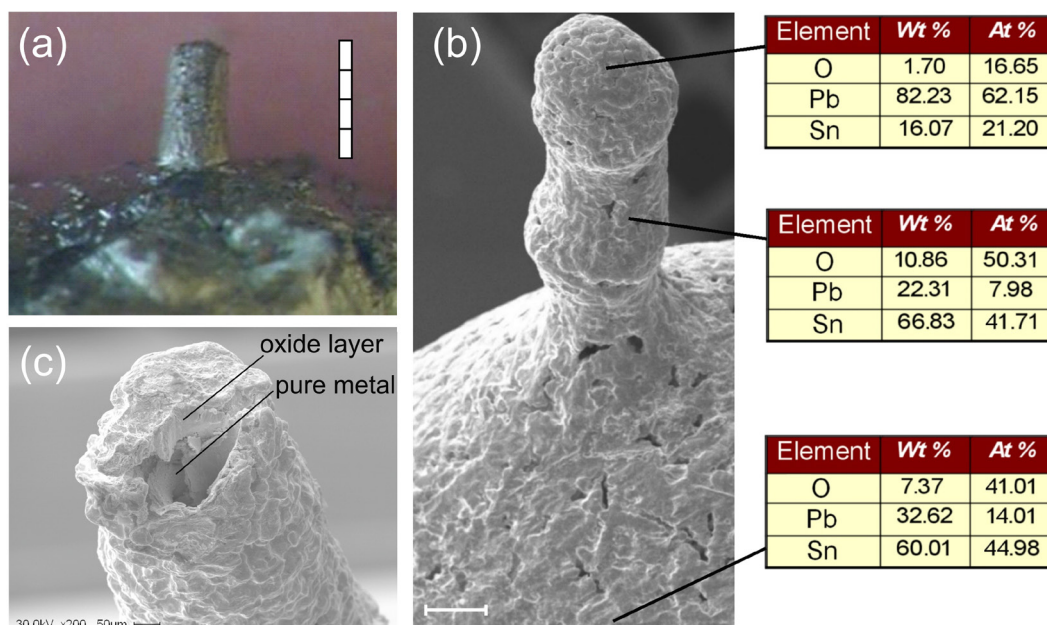 (a)
(b)
(c)
oxide layer
pure metal
30.0kV x200 50µm
Element Wt % At %
O 1.70 16.65
Pb 82.23 62.15
Sn 16.07 21.20
Element Wt % At %
O 10.86 50.31
Pb 22.31 7.98
Sn 66.83 41.71
Element Wt % At %
O 7.37 41.01
Pb 32.62 14.01
Sn 60.01 44.98